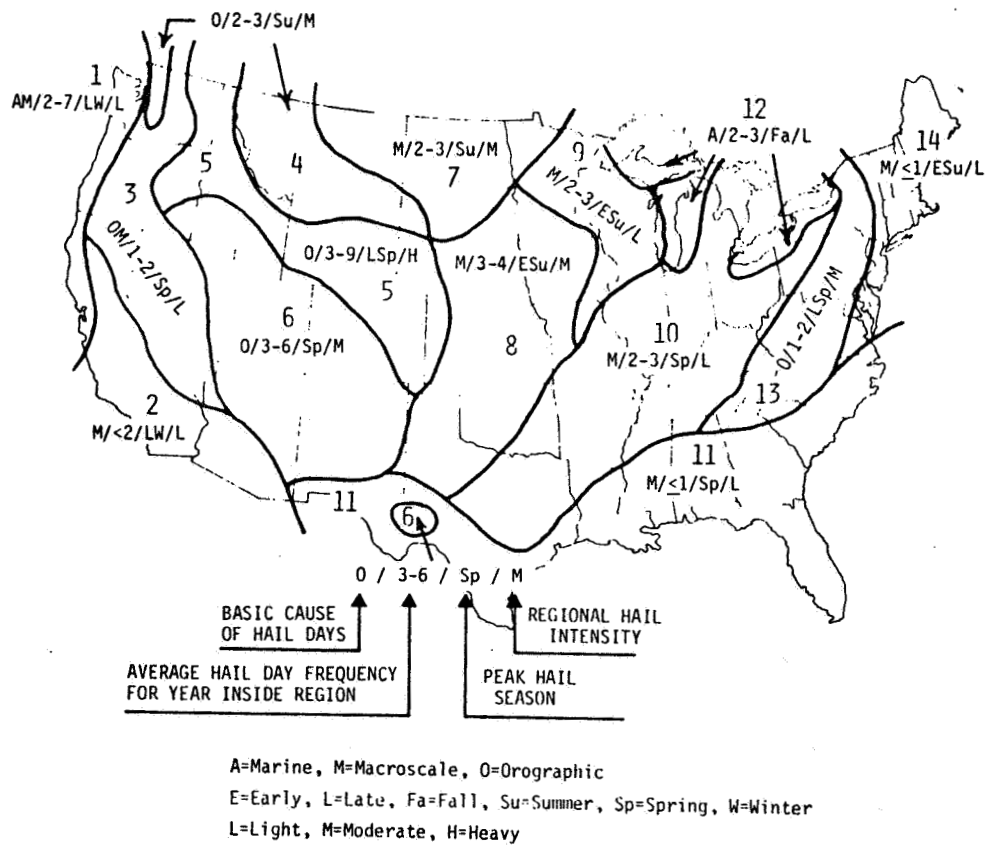 O/2-3/Su/M
1
AM/2-7/LW/L
12
A/2-3/Fa/L
14
M/<1/ESu/L
5
4
M/2-3/Su/M
7
9
M/2-3/ESu/L
3
OM/1-2/Sp/L
O/3-9/LSp/H
5
M/3-4/ESu/M
8
6
O/3-6/Sp/M
10
M/2-3/Sp/L
O/1-2/LSp/M
13
2
M/<2/LW/L
11
M/<1/Sp/L
11
6
O / 3-6 / Sp / M
BASIC CAUSE
OF HAIL DAYS
REGIONAL HAIL
INTENSITY
AVERAGE HAIL DAY FREQUENCY
FOR YEAR INSIDE REGION
PEAK HAIL
SEASON
A=Marine, M=Macroscale, O=Orographic
E=Early, L=Late, Fa=Fall, Su=Summer, Sp=Spring, W=Winter
L=Light, M=Moderate, H=Heavy